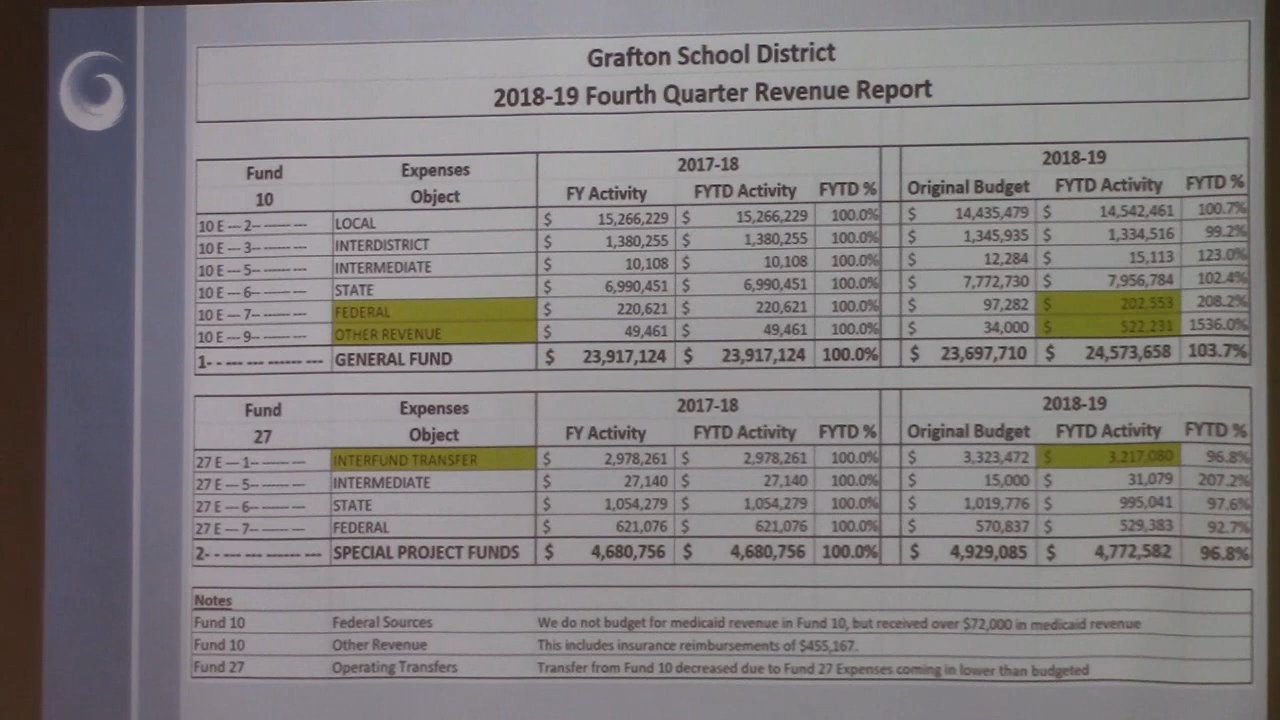 Grafton School District
2018-19 Fourth Quarter Revenue Report
Fund Expenses 2017-18 2018-19
10 Object FY Activity FYTD Activity FYTD % Original Budget FYTD Activity FYTD %
10 E --- 2-- ------- --- LOCAL $ 15,266,229 $ 15,266,229 100.0% $ 14,435,479 $ 14,542,461 100.7%
10 E --- 3-- ------- --- INTERDISTRICT $ 1,380,255 $ 1,380,255 100.0% $ 1,345,935 $ 1,334,516 99.2%
10 E --- 5-- ------- --- INTERMEDIATE $ 10,108 $ 10,108 100.0% $ 12,284 $ 15,113 123.0%
10 E --- 6-- ------- --- STATE $ 6,990,451 $ 6,990,451 100.0% $ 7,772,730 $ 7,956,784 102.4%
10 E --- 7-- ------- --- FEDERAL $ 220,621 $ 220,621 100.0% $ 97,282 $ 202,553 208.2%
10 E --- 9-- ------- --- OTHER REVENUE $ 49,461 $ 49,461 100.0% $ 34,000 $ 522,231 1536.0%
1- - ---- --- ------- --- GENERAL FUND $ 23,917,124 $ 23,917,124 100.0% $ 23,697,710 $ 24,573,658 103.7%
Fund Expenses 2017-18 2018-19
27 Object FY Activity FYTD Activity FYTD % Original Budget FYTD Activity FYTD %
27 E --- 1-- ------- --- INTERFUND TRANSFER $ 2,978,261 $ 2,978,261 100.0% $ 3,323,472 $ 3,217,080 96.8%
27 E --- 5-- ------- --- INTERMEDIATE $ 27,140 $ 27,140 100.0% $ 15,000 $ 31,079 207.2%
27 E --- 6-- ------- --- STATE $ 1,054,279 $ 1,054,279 100.0% $ 1,019,776 $ 995,041 97.6%
27 E --- 7-- ------- --- FEDERAL $ 621,076 $ 621,076 100.0% $ 570,837 $ 529,383 92.7%
2- - ---- --- ------- --- SPECIAL PROJECT FUNDS $ 4,680,756 $ 4,680,756 100.0% $ 4,929,085 $ 4,772,582 96.8%
Notes
Fund 10 Federal Sources We do not budget for medicaid revenue in Fund 10, but received over $72,000 in medicaid revenue
Fund 10 Other Revenue This includes insurance reimbursements of $455,167.
Fund 27 Operating Transfers Transfer from Fund 10 decreased due to Fund 27 Expenses coming in lower than budgeted